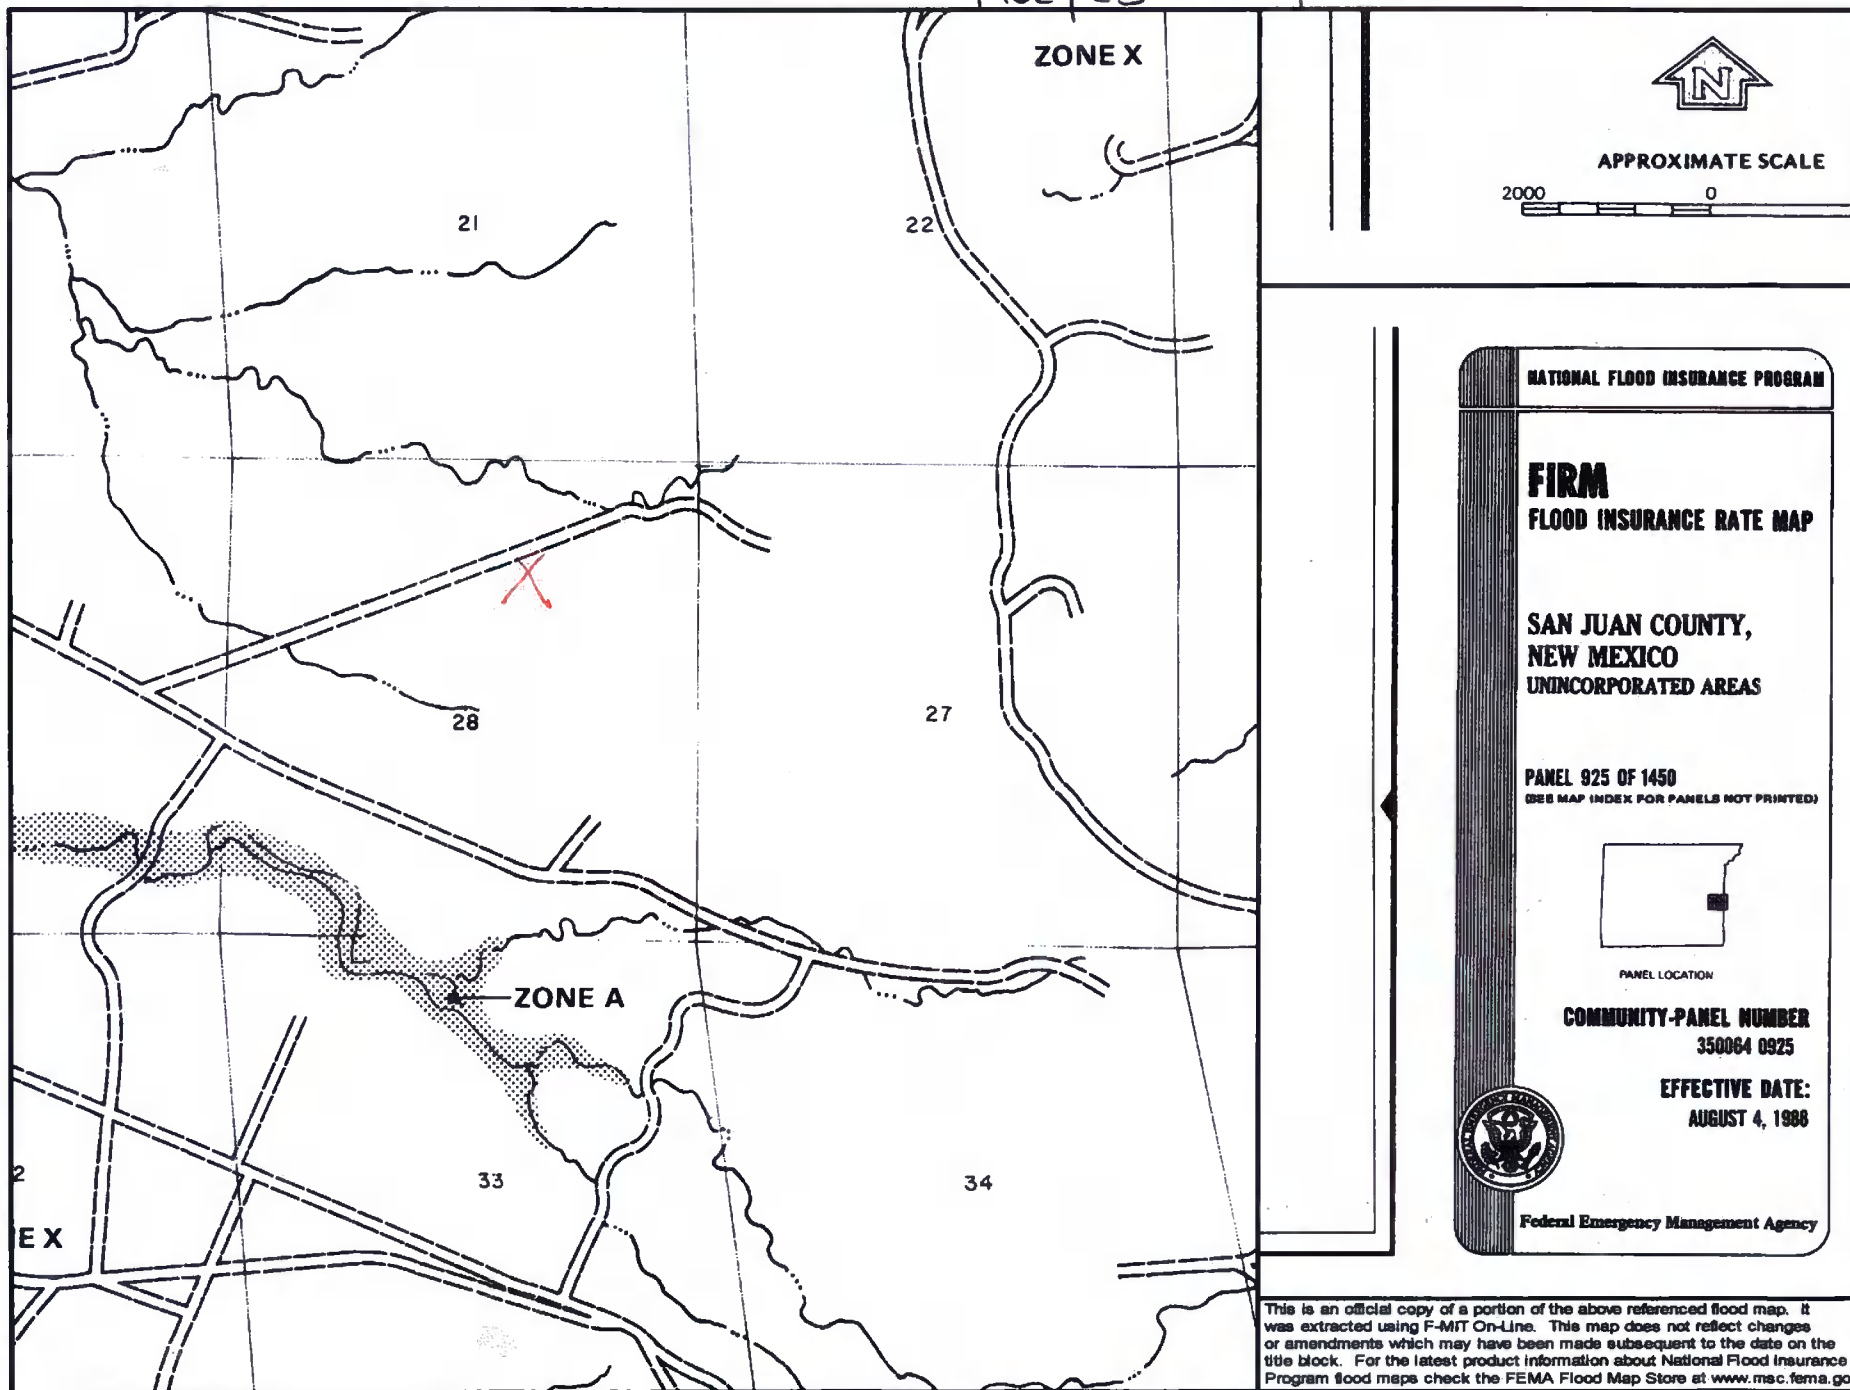 ZONE X
21
22
28
27
ZONE A
33
34
2
E X
N
APPROXIMATE SCALE
2000 0
NATIONAL FLOOD INSURANCE PROGRAM
FIRM
FLOOD INSURANCE RATE MAP
SAN JUAN COUNTY,
NEW MEXICO
UNINCORPORATED AREAS
PANEL 925 OF 1450
(SEE MAP INDEX FOR PANELS NOT PRINTED)
PANEL LOCATION
COMMUNITY-PANEL NUMBER
350064 0925
EFFECTIVE DATE:
AUGUST 4, 1988
Federal Emergency Management Agency
This is an official copy of a portion of the above referenced flood map. It
was extracted using F-MIT On-Line. This map does not reflect changes
or amendments which may have been made subsequent to the date on the
title block. For the latest product information about National Flood Insurance
Program flood maps check the FEMA Flood Map Store at www.msc.fema.go